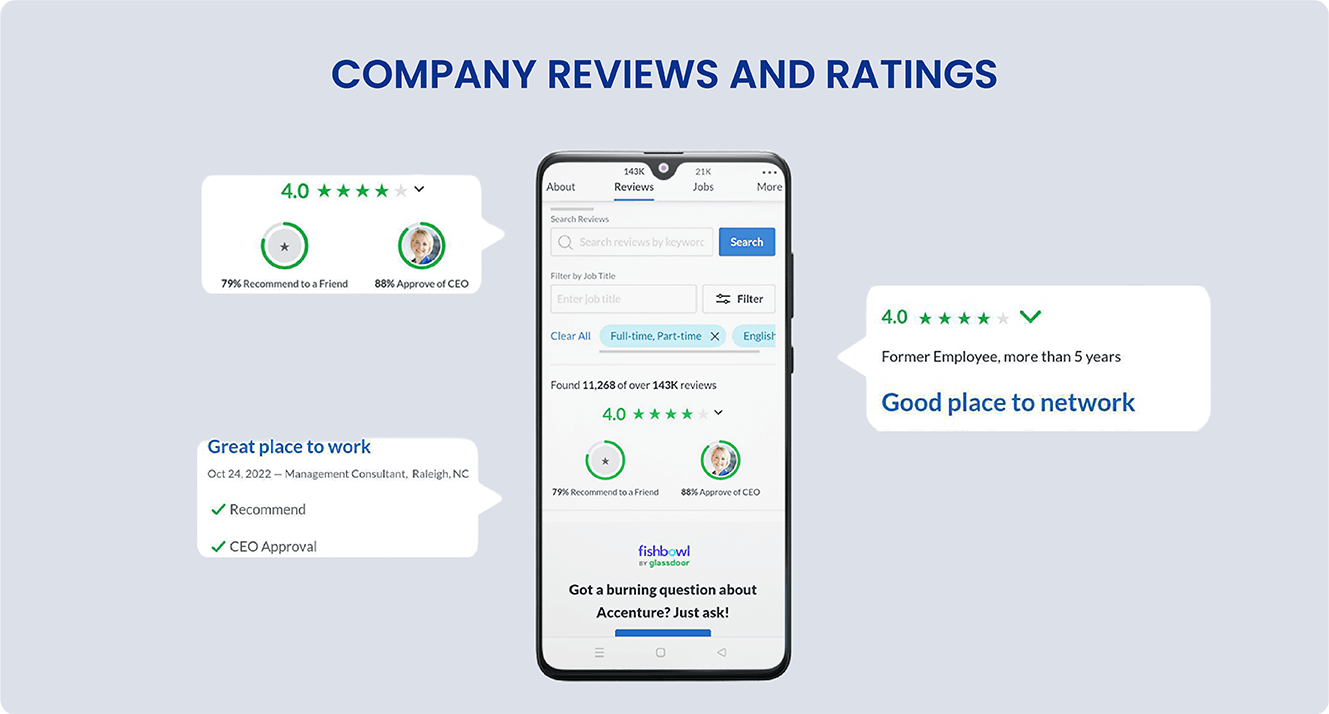 COMPANY REVIEWS AND RATINGS
4.0
79% Recommend to a Friend
88% Approve of CEO
Great place to work
Oct 24, 2022 — Management Consultant, Raleigh, NC
Recommend
CEO Approval
143K
21K
About
Reviews
Jobs
More
Search Reviews
Search reviews by keyworc
Search
Filter by Job Title
Enter job title
Filter
Clear All
Full-time, Part-time
English
Found 11,268 of over 143K reviews
4.0
79% Recommend to a Friend
88% Approve of CEO
fishbowl
BY glassdoor
Got a burning question about
Accenture? Just ask!
4.0
Former Employee, more than 5 years
Good place to network